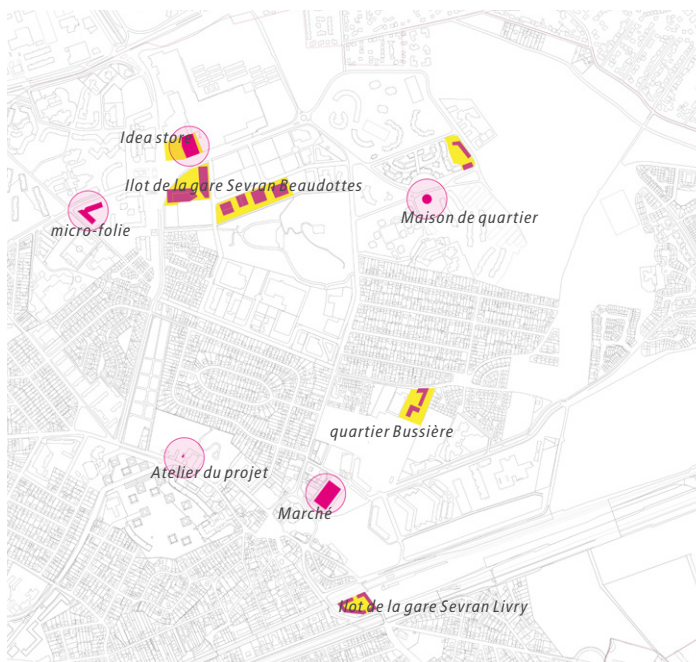 Idea store
Ilot de la gare Sevran Beaudottes
Maison de quartier
micro-folie
quartier Bussière
Atelier du projet
Marché
Ilot de la gare Sevran Livry